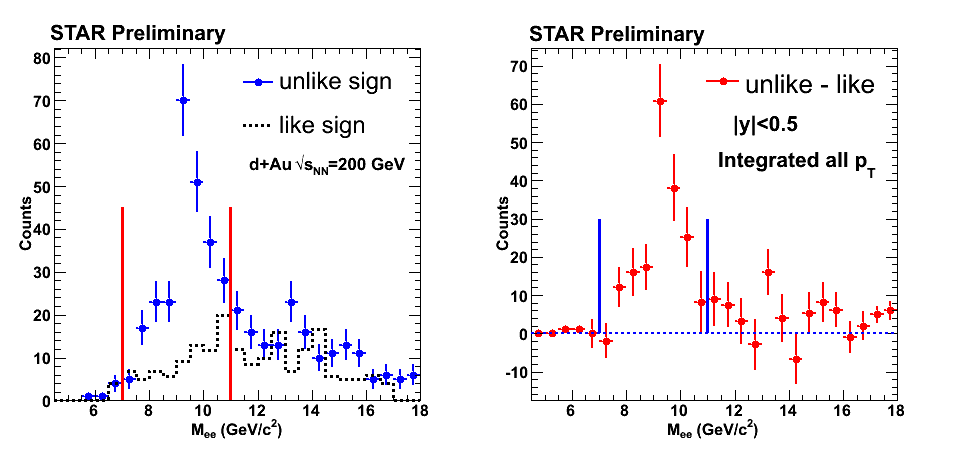 STAR Preliminary
80
70
60
50
40
30
20
10
0
Counts
unlike sign
like sign
d+Au √sNN=200 GeV
6 8 10 12 14 16 18
Mee (GeV/c2)
STAR Preliminary
70
60
50
40
30
20
10
0
-10
Counts
unlike - like
|y|<0.5
Integrated all pT
6 8 10 12 14 16 18
Mee (GeV/c2)